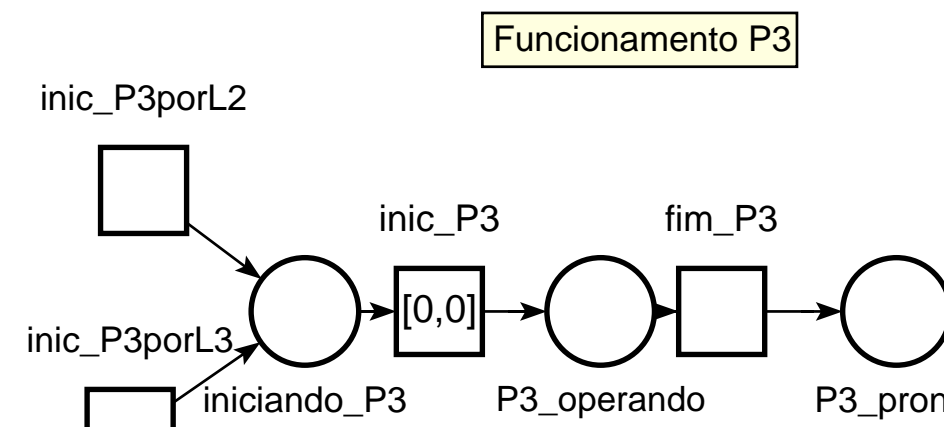 Funcionamento P3
inic_P3porL2
inic_P3
fim_P3
[0,0]
inic_P3porL3
iniciando_P3
P3_operando